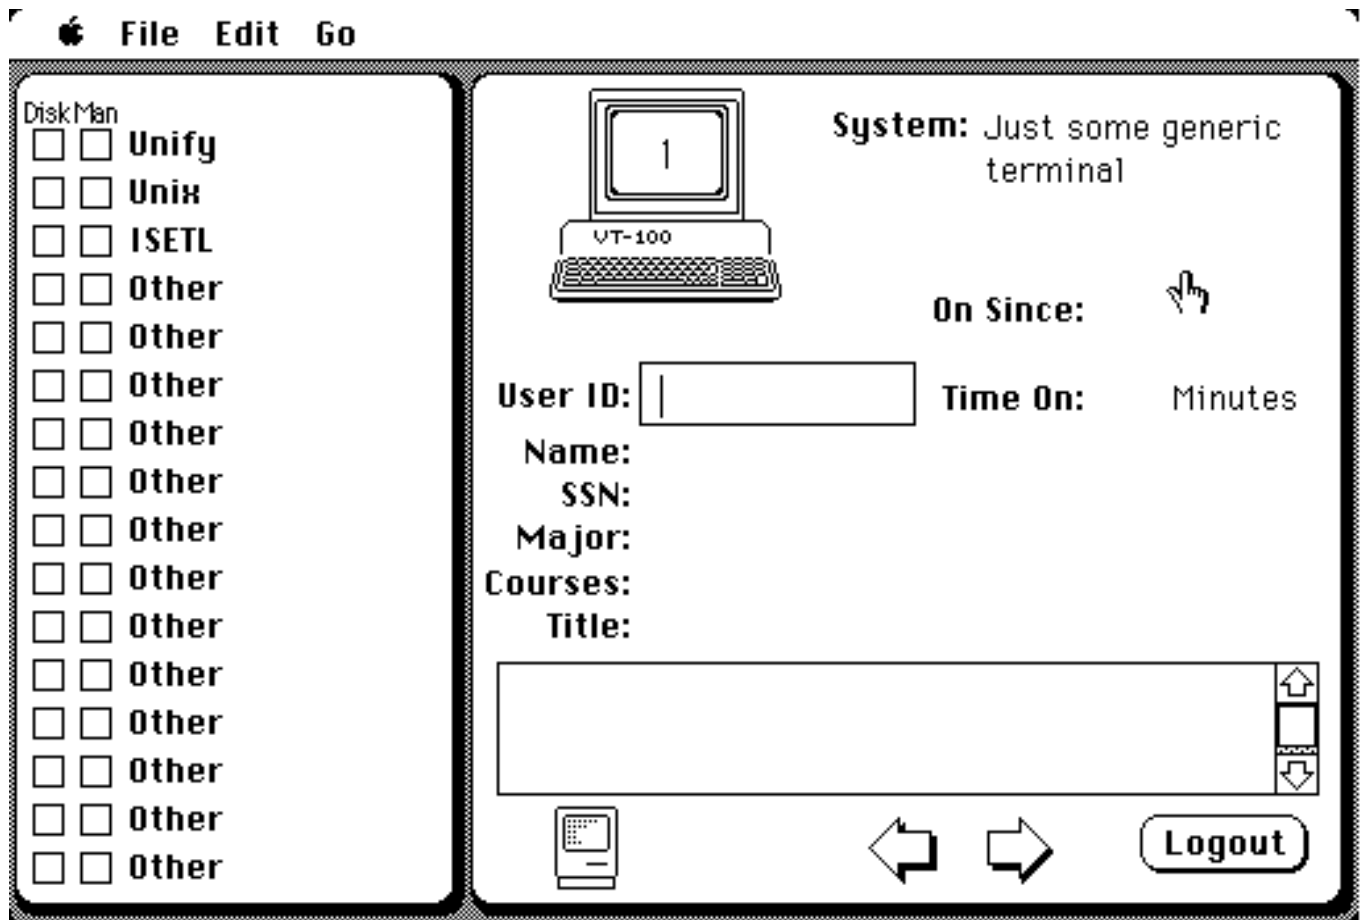 File Edit Go
Disk Man
Unify
Unix
ISETL
Other
Other
Other
Other
Other
Other
Other
Other
Other
Other
Other
Other
Other
1
VT-100
System: Just some generic
terminal
On Since:
User ID:
Time On: Minutes
Name:
SSN:
Major:
Courses:
Title:
Logout